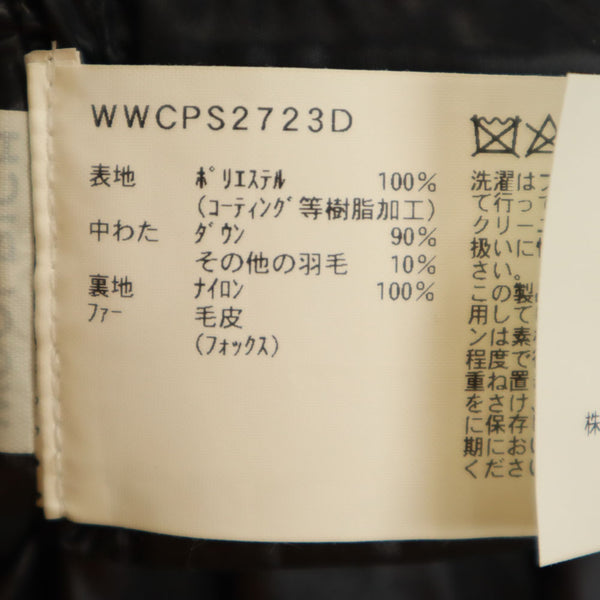 WWCPS2723D
表地 ポリエステル 100%
(コーティング等樹脂加工)
中わた ダウン 90%
その他の羽毛 10%
裏地 ナイロン 100%
ファー 毛皮
(フォックス)
洗濯は
て行っ
クリーニ
扱いに
さい。
この製
用して
ンは素
程度で
重ね置
をさけ、
に保存
期にお
くださ
株